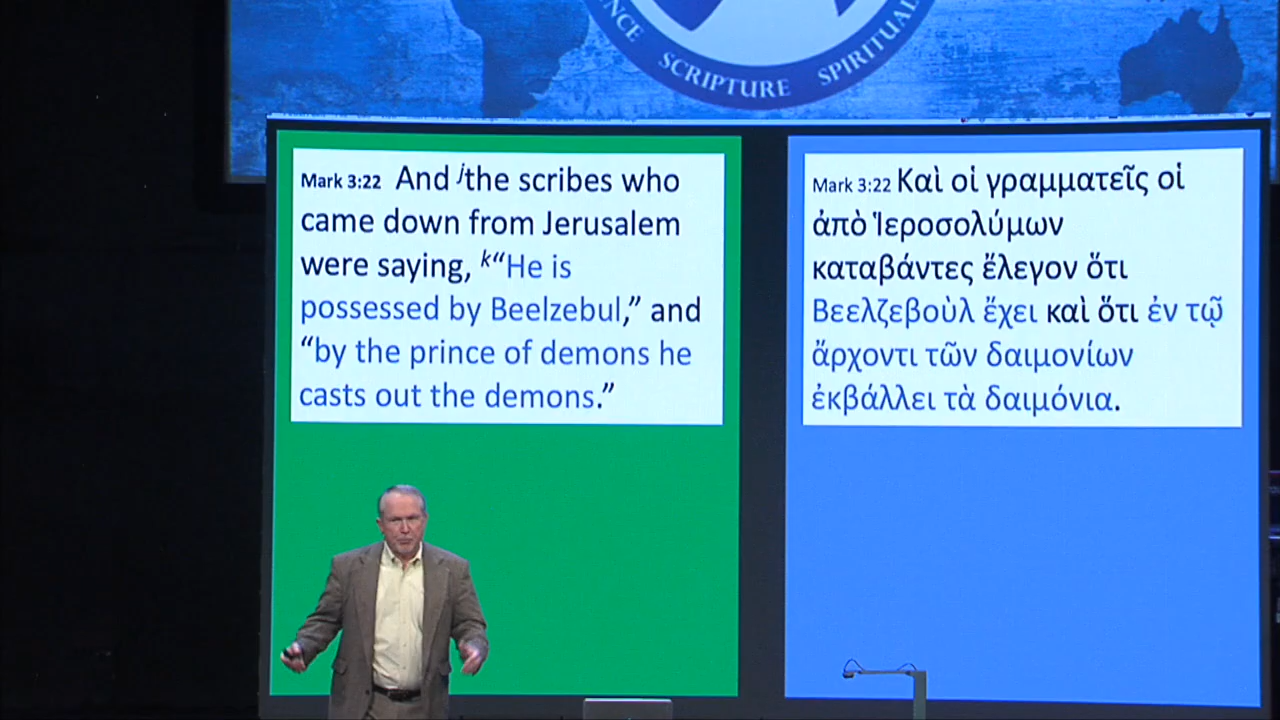 ENCE SCRIPTURE SPIRITUAL
Mark 3:22 And jthe scribes who
came down from Jerusalem
were saying, k“He is
possessed by Beelzebul,” and
“by the prince of demons he
casts out the demons.”
Mark 3:22 Καὶ οἱ γραμματεῖς οἱ
ἀπὸ Ἱεροσολύμων
καταβάντες ἔλεγον ὅτι
Βεελζεβοὺλ ἔχει καὶ ὅτι ἐν τῷ
ἄρχοντι τῶν δαιμονίων
ἐκβάλλει τὰ δαιμόνια.